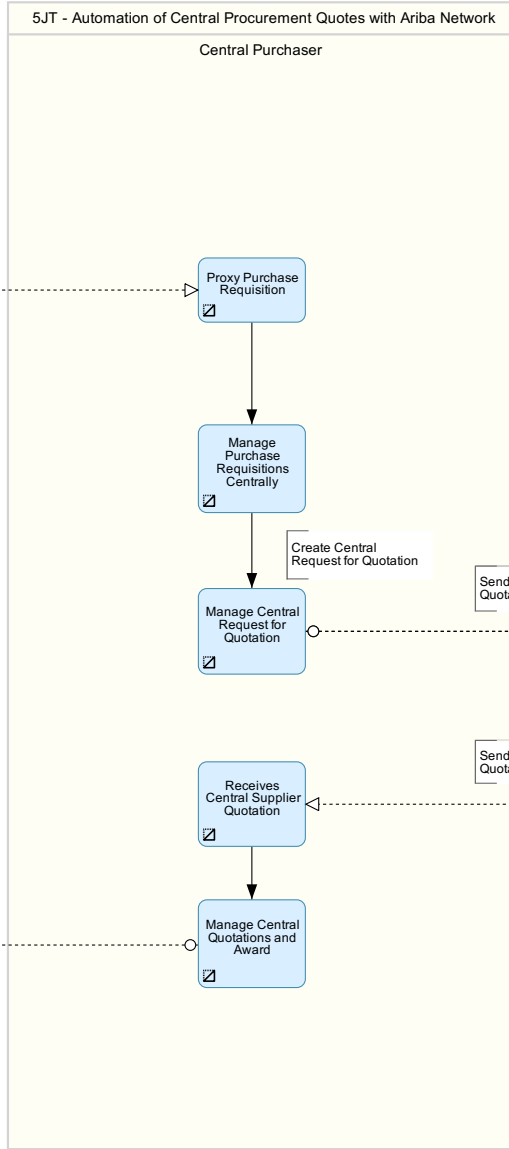 5JT - Automation of Central Procurement Quotes with Ariba Network
Central Purchaser
Proxy Purchase
Requisition
Manage
Purchase
Requisitions
Centrally
Create Central
Request for Quotation
Send
Manage Central
Request for
Quotation
Send
Receives
Central Supplier
Quotation
Manage Central
Quotations and
Award